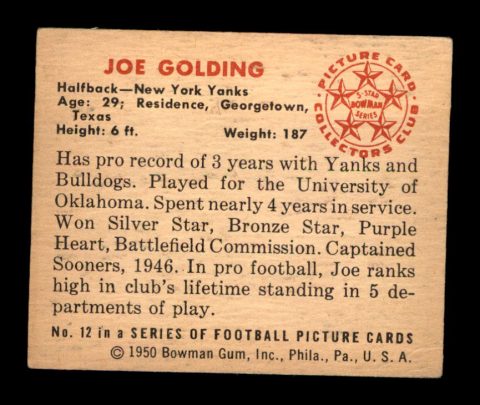 JOE GOLDING
Halfback—New York Yanks
Age: 29; Residence, Georgetown,
Texas
Height: 6 ft. Weight: 187
PICTURE CARD
COLLECTORS CLUB
5-STAR
BOWMAN
SERIES
Has pro record of 3 years with Yanks and
Bulldogs. Played for the University of
Oklahoma. Spent nearly 4 years in service.
Won Silver Star, Bronze Star, Purple
Heart, Battlefield Commission. Captained
Sooners, 1946. In pro football, Joe ranks
high in club's lifetime standing in 5 de-
partments of play.
No. 12 in a SERIES OF FOOTBALL PICTURE CARDS
© 1950 Bowman Gum, Inc., Phila., Pa., U. S. A.